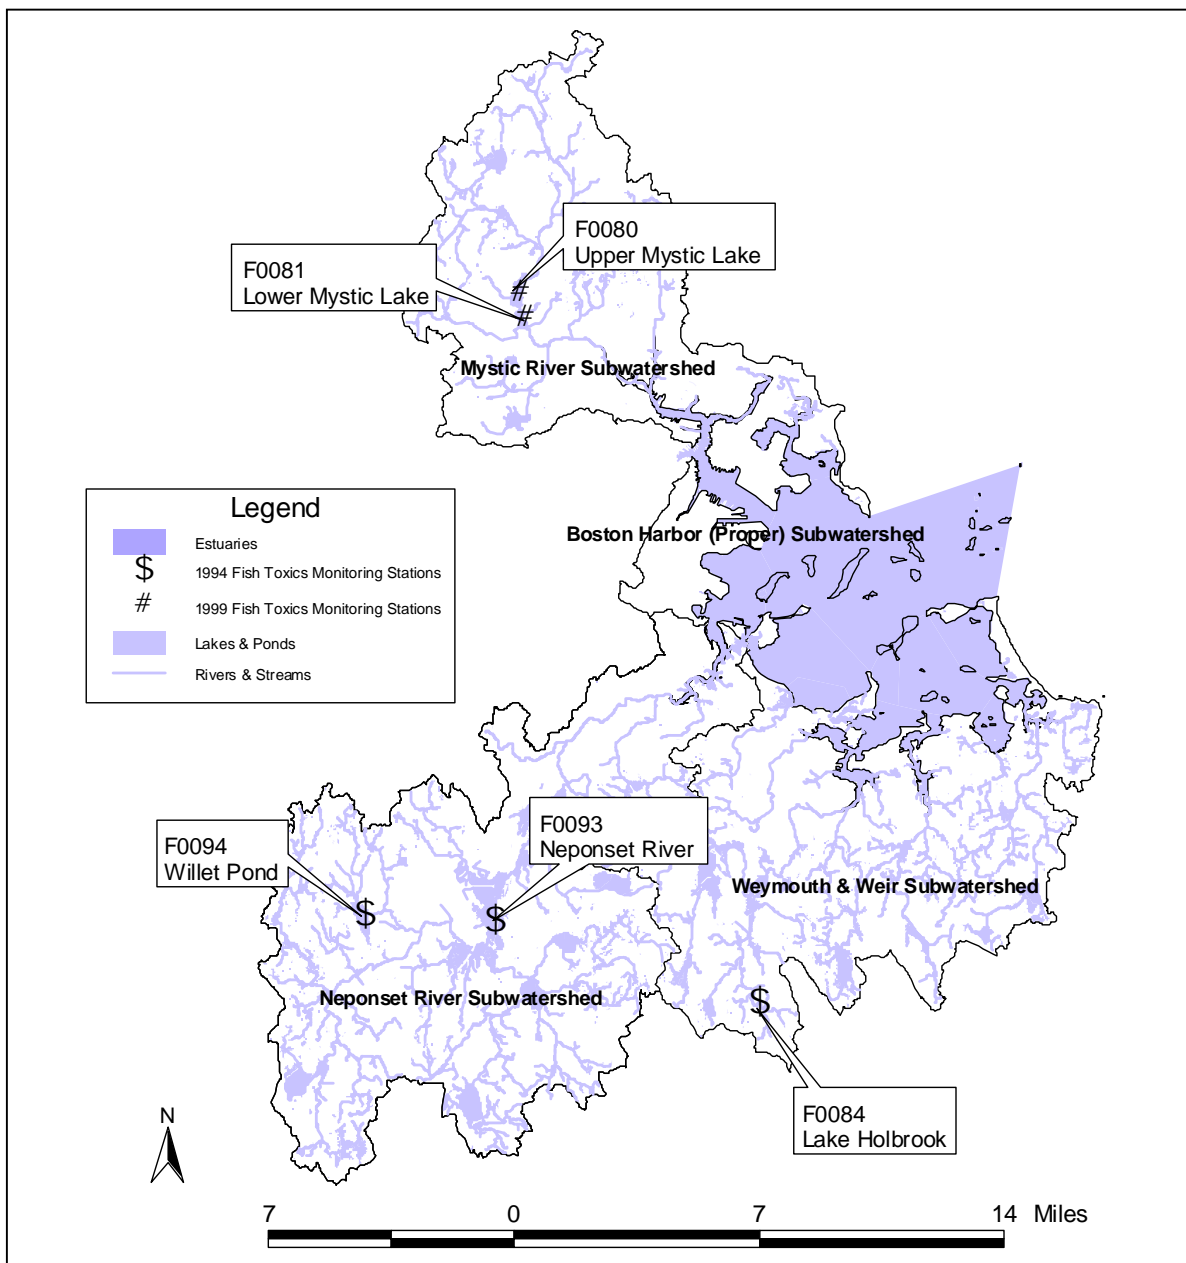 F0080
Upper Mystic Lake
F0081
Lower Mystic Lake
#
#
Mystic River Subwatershed
Legend
Estuaries
$ 1994 Fish Toxics Monitoring Stations
# 1999 Fish Toxics Monitoring Stations
Lakes & Ponds
Rivers & Streams
Boston Harbor (Proper) Subwatershed
F0093
Neponset River
F0094
Willet Pond
$
$
Weymouth & Weir Subwatershed
Neponset River Subwatershed
$
F0084
Lake Holbrook
N
7 0 7 14 Miles